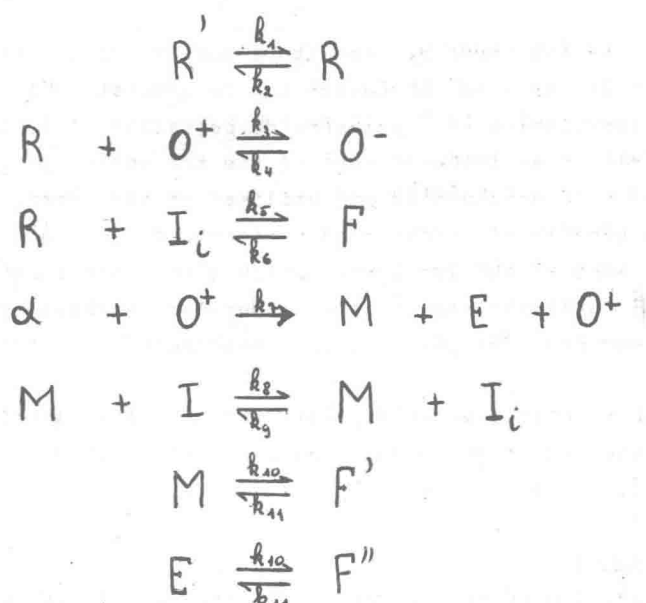 R' k₁ ⇌ k₂ R
R + O⁺ k₃ ⇌ k₄ O⁻
R + Iᵢ k₅ ⇌ k₆ F
α + O⁺ k₇ → M + E + O⁺
M + I k₈ ⇌ k₉ M + Iᵢ
M k₁₀ ⇌ k₁₁ F'
E k₁₀ ⇌ k₁₁ F''